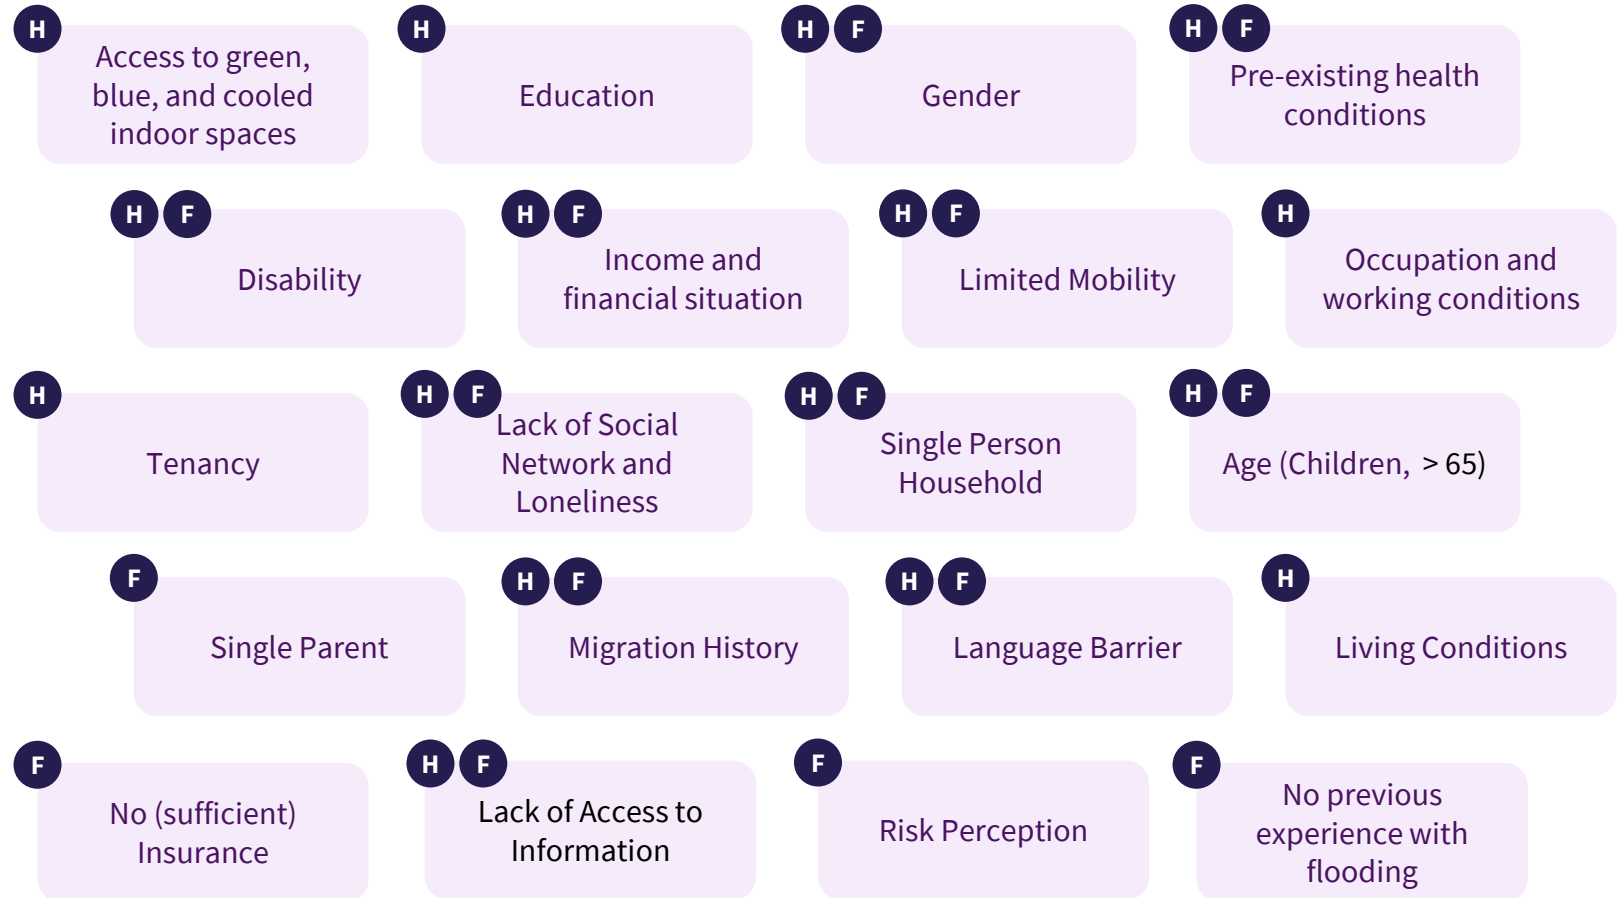 H
Access to green,
blue, and cooled
indoor spaces
H
Education
H F
Gender
H F
Pre-existing health
conditions
H F
Disability
H F
Income and
financial situation
H F
Limited Mobility
H
Occupation and
working conditions
H
Tenancy
H F
Lack of Social
Network and
Loneliness
H F
Single Person
Household
H F
Age (Children, > 65)
F
Single Parent
H F
Migration History
H F
Language Barrier
H
Living Conditions
F
No (sufficient)
Insurance
H F
Lack of Access to
Information
F
Risk Perception
F
No previous
experience with
flooding